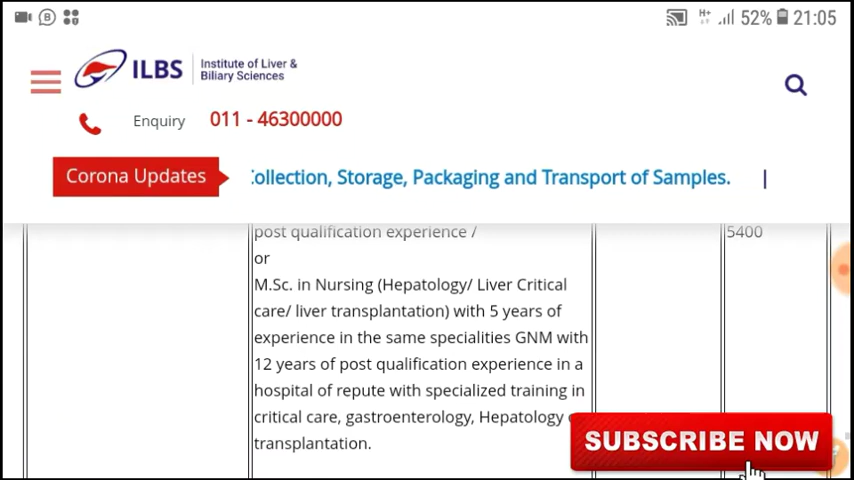 B H+ 52% 21:05
ILBS Institute of Liver &
Biliary Sciences
Enquiry 011 - 46300000
Corona Updates Collection, Storage, Packaging and Transport of Samples. |
post qualification experience / 5400
or
M.Sc. in Nursing (Hepatology/ Liver Critical
care/ liver transplantation) with 5 years of
experience in the same specialities GNM with
12 years of post qualification experience in a
hospital of repute with specialized training in
critical care, gastroenterology, Hepatology
transplantation.
SUBSCRIBE NOW